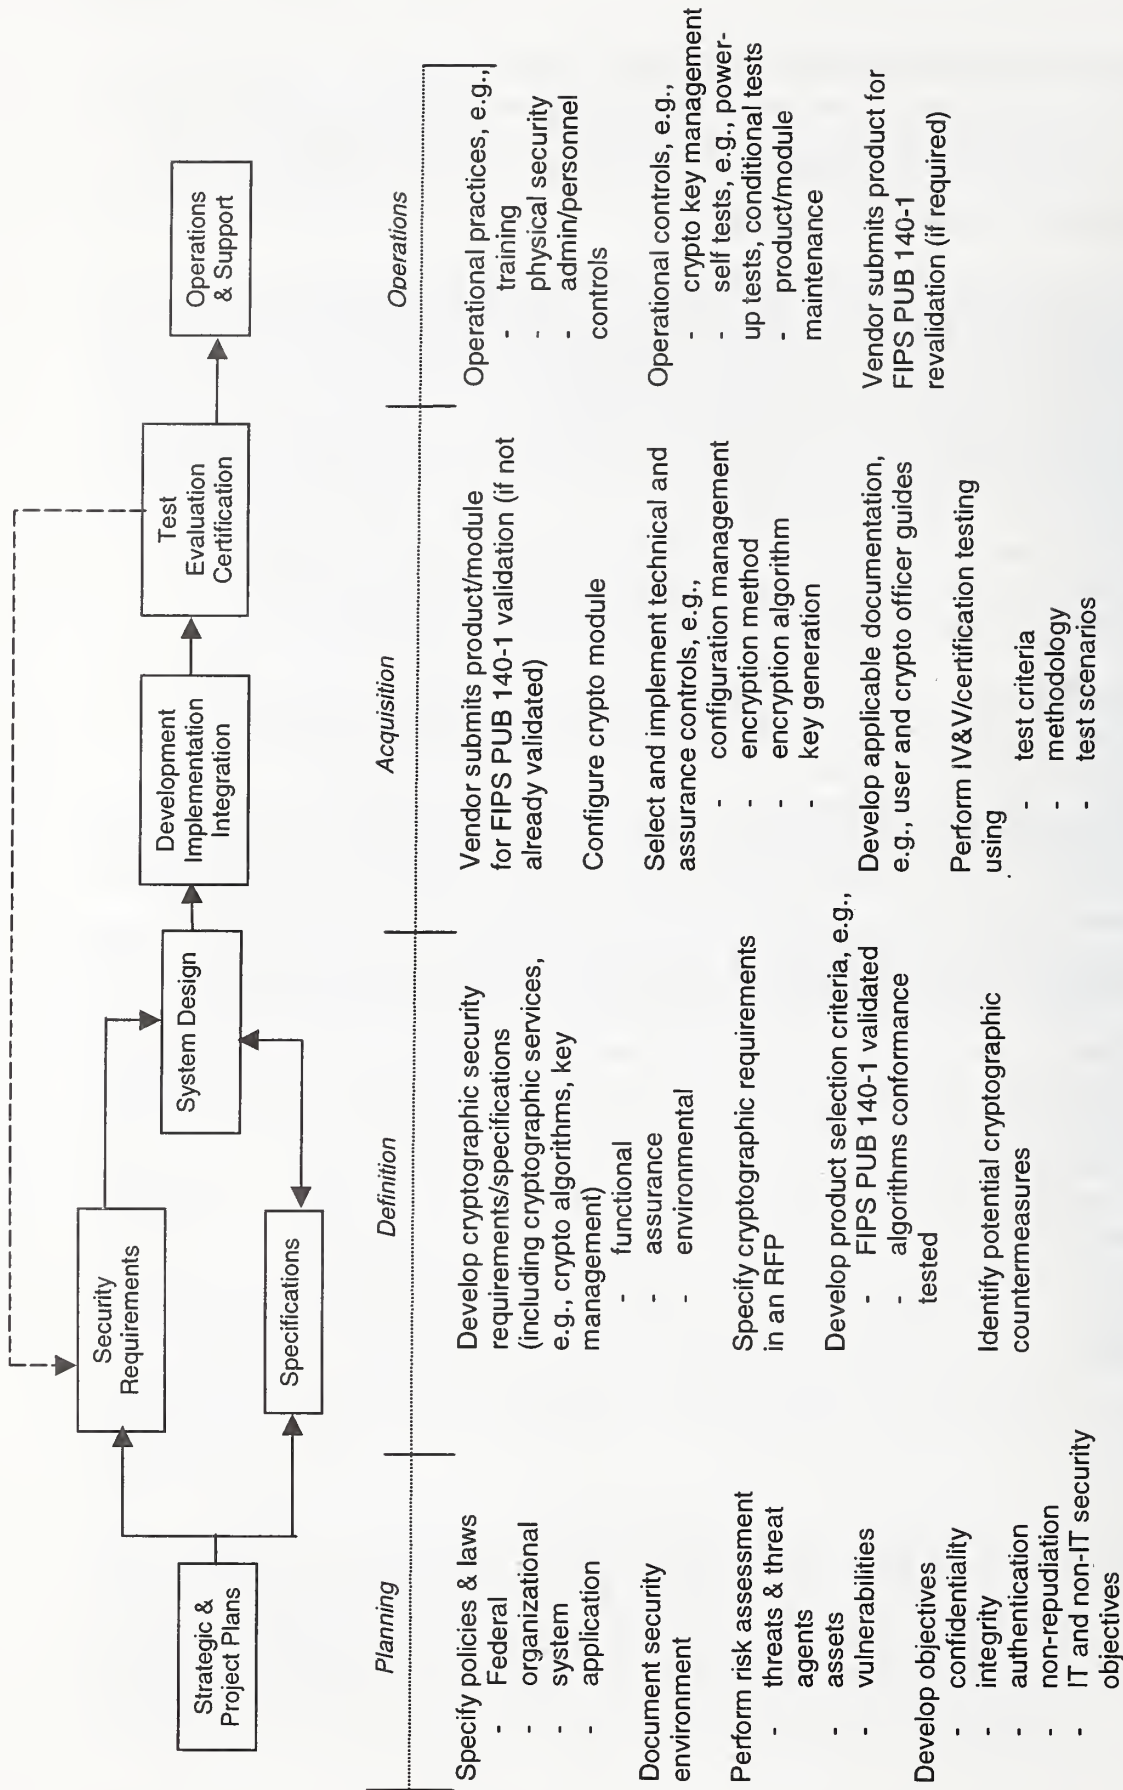 Strategic &
Project Plans
Security
Requirements
Specifications
System Design
Development
Implementation
Integration
Test
Evaluation
Certification
Operations
& Support
Planning
Specify policies & laws
- Federal
- organizational
- system
- application
Document security
environment
Perform risk assessment
- threats & threat
agents
- assets
- vulnerabilities
Develop objectives
- confidentiality
- integrity
- authentication
- non-repudiation
- IT and non-IT security
objectives
Definition
Develop cryptographic security
requirements/specifications
(including cryptographic services,
e.g., crypto algorithms, key
management)
- functional
- assurance
- environmental
Specify cryptographic requirements
in an RFP
Develop product selection criteria, e.g.,
- FIPS PUB 140-1 validated
- algorithms conformance
tested
Identify potential cryptographic
countermeasures
Acquisition
Vendor submits product/module
for FIPS PUB 140-1 validation (if not
already validated)
Configure crypto module
Select and implement technical and
assurance controls, e.g.,
- configuration management
- encryption method
- encryption algorithm
- key generation
Develop applicable documentation,
e.g., user and crypto officer guides
Perform IV&V/certification testing
using
- test criteria
- methodology
- test scenarios
Operations
Operational practices, e.g.,
- training
- physical security
- admin/personnel
controls
Operational controls, e.g.,
- crypto key management
- self tests, e.g., power-
up tests, conditional tests
- product/module
maintenance
Vendor submits product for
FIPS PUB 140-1
revalidation (if required)